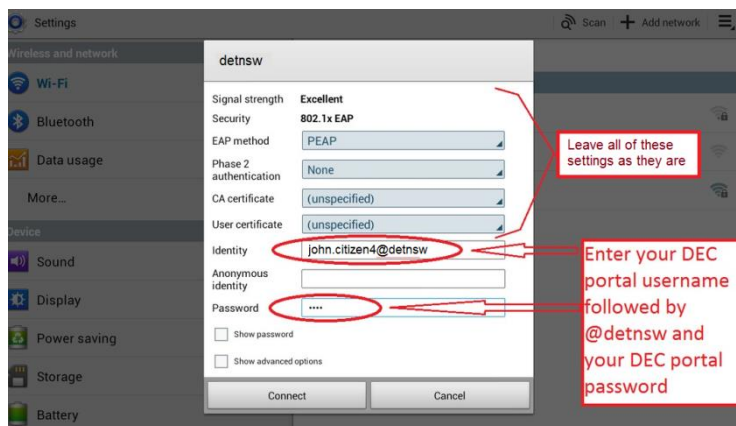 Settings
Scan
Add network
Wireless and network
Wi-Fi
Bluetooth
Data usage
More...
Device
Sound
Display
Power saving
Storage
Battery
detnsw
Signal strength Excellent
Security 802.1x EAP
EAP method PEAP
Phase 2
authentication None
CA certificate (unspecified)
User certificate (unspecified)
Identity john.citizen4@detnsw
Anonymous
identity
Password ....
Show password
Show advanced options
Connect
Cancel
Leave all of these
settings as they are
Enter your DEC
portal username
followed by
@detnsw and
your DEC portal
password